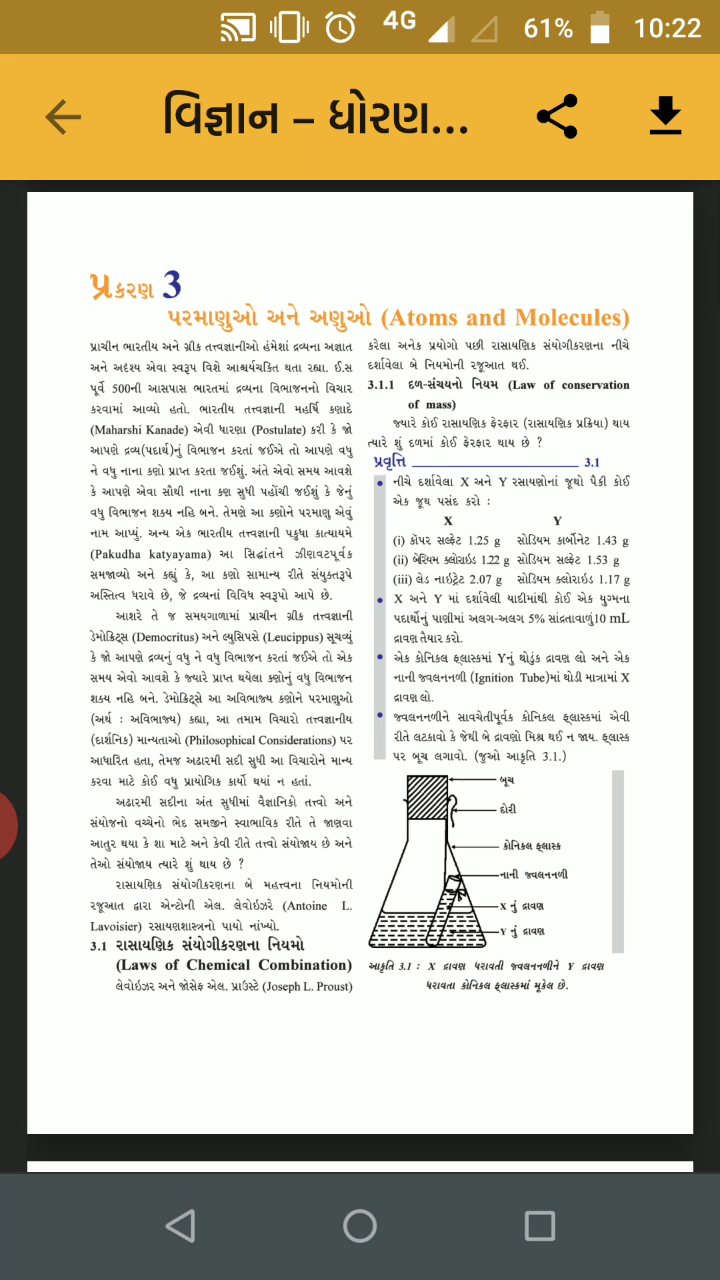 4G 61% 10:22
વિજ્ઞાન – ધોરણ...
પ્રકરણ 3
પરમાણુઓ અને અણુઓ (Atoms and Molecules)
પ્રાચીન ભારતીય અને ગ્રીક તત્ત્વજ્ઞાનીઓ હંમેશાં દ્રવ્યના અજ્ઞાત
અને અદૃશ્ય એવા સ્વરૂપ વિશે આશ્ચર્યચકિત થતા રહ્યા. ઈ.સ
પૂર્વે 500ની આસપાસ ભારતમાં દ્રવ્યના વિભાજનનો વિચાર
કરવામાં આવ્યો હતો. ભારતીય તત્ત્વજ્ઞાની મહર્ષિ કણાદે
(Maharshi Kanade) એવી ધારણા (Postulate) કરી કે જો
આપણે દ્રવ્ય(પદાર્થ)નું વિભાજન કરતાં જઈએ તો આપણે વધુ
ને વધુ નાના કણો પ્રાપ્ત કરતા જઈશું. અંતે એવો સમય આવશે
કે આપણે એવા સૌથી નાના કણ સુધી પહોંચી જઈશું કે જેનું
વધુ વિભાજન શક્ય નહિ બને. તેમણે આ કણોને પરમાણુ એવું
નામ આપ્યું. અન્ય એક ભારતીય તત્ત્વજ્ઞાની પકુધા કાત્યાયમે
(Pakudha katyayama) આ સિદ્ધાંતને ઝીણવટપૂર્વક
સમજાવ્યો અને કહ્યું કે, આ કણો સામાન્ય રીતે સંયુક્તરૂપે
અસ્તિત્વ ધરાવે છે, જે દ્રવ્યનાં વિવિધ સ્વરૂપો આપે છે.
આશરે તે જ સમયગાળામાં પ્રાચીન ગ્રીક તત્ત્વજ્ઞાની
ડેમોક્રિટ્સ (Democritus) અને લ્યુસિપસે (Leucippus) સૂચવ્યું
કે જો આપણે દ્રવ્યનું વધુ ને વધુ વિભાજન કરતાં જઈએ તો એક
સમય એવો આવશે કે જ્યારે પ્રાપ્ત થયેલા કણોનું વધુ વિભાજન
શક્ય નહિ બને. ડેમોક્રિટ્સે આ અવિભાજ્ય કણોને પરમાણુઓ
(અર્થ : અવિભાજ્ય) કહ્યા, આ તમામ વિચારો તત્ત્વજ્ઞાનીય
(દાર્શનિક) માન્યતાઓ (Philosophical Considerations) પર
આધારિત હતા, તેમજ અઢારમી સદી સુધી આ વિચારોને માન્ય
કરવા માટે કોઈ વધુ પ્રાયોગિક કાર્યો થયાં ન હતાં.
અઢારમી સદીના અંત સુધીમાં વૈજ્ઞાનિકો તત્ત્વો અને
સંયોજનો વચ્ચેનો ભેદ સમજીને સ્વાભાવિક રીતે તે જાણવા
આતુર થયા કે શા માટે અને કેવી રીતે તત્ત્વો સંયોજાય છે અને
તેઓ સંયોજાય ત્યારે શું થાય છે ?
રાસાયણિક સંયોગીકરણના બે મહત્ત્વના નિયમોની
રજૂઆત દ્વારા એન્ટોની એલ. લેવોઇઝરે (Antoine L.
Lavoisier) રસાયણશાસ્ત્રનો પાયો નાંખ્યો.
3.1 રાસાયણિક સંયોગીકરણના નિયમો
(Laws of Chemical Combination)
લેવોઇઝર અને જોસેફ એલ. પ્રાઉસ્ટે (Joseph L. Proust)
કરેલા અનેક પ્રયોગો પછી રાસાયણિક સંયોગીકરણના નીચે
દર્શાવેલા બે નિયમોની રજૂઆત થઈ.
3.1.1 દળ-સંચયનો નિયમ (Law of conservation
of mass)
જ્યારે કોઈ રાસાયણિક ફેરફાર (રાસાયણિક પ્રક્રિયા) થાય
ત્યારે શું દળમાં કોઈ ફેરફાર થાય છે ?
પ્રવૃત્તિ 3.1
• નીચે દર્શાવેલા X અને Y રસાયણોનાં જૂથો પૈકી કોઈ
એક જૂથ પસંદ કરો :
X Y
(i) કૉપર સલ્ફેટ 1.25 g સોડિયમ કાર્બોનેટ 1.43 g
(ii) બેરિયમ ક્લોરાઇડ 1.22 g સોડિયમ સલ્ફેટ 1.53 g
(iii) લેડ નાઇટ્રેટ 2.07 g સોડિયમ ક્લોરાઇડ 1.17 g
• X અને Y માં દર્શાવેલી યાદીમાંથી કોઈ એક યુગ્મના
પદાર્થોનું પાણીમાં અલગ-અલગ 5% સાંદ્રતાવાળું10 mL
દ્રાવણ તૈયાર કરો.
• એક કોનિકલ ફ્લાસ્કમાં Yનું થોડુંક દ્રાવણ લો અને એક
નાની જ્વલનનળી (Ignition Tube)માં થોડી માત્રામાં X
દ્રાવણ લો.
• જ્વલનનળીને સાવચેતીપૂર્વક કોનિકલ ફ્લાસ્કમાં એવી
રીતે લટકાવો કે જેથી બે દ્રાવણો મિશ્ર થઈ ન જાય. ફ્લાસ્ક
પર બૂચ લગાવો. (જુઓ આકૃતિ 3.1.)
બૂચ
દોરી
કોનિકલ ફ્લાસ્ક
નાની જ્વલનનળી
X નું દ્રાવણ
Y નું દ્રાવણ
આકૃતિ 3.1 : X દ્રાવણ ધરાવતી જ્વલનનળીને Y દ્રાવણ
ધરાવતા કોનિકલ ફ્લાસ્કમાં મૂકેલ છે.